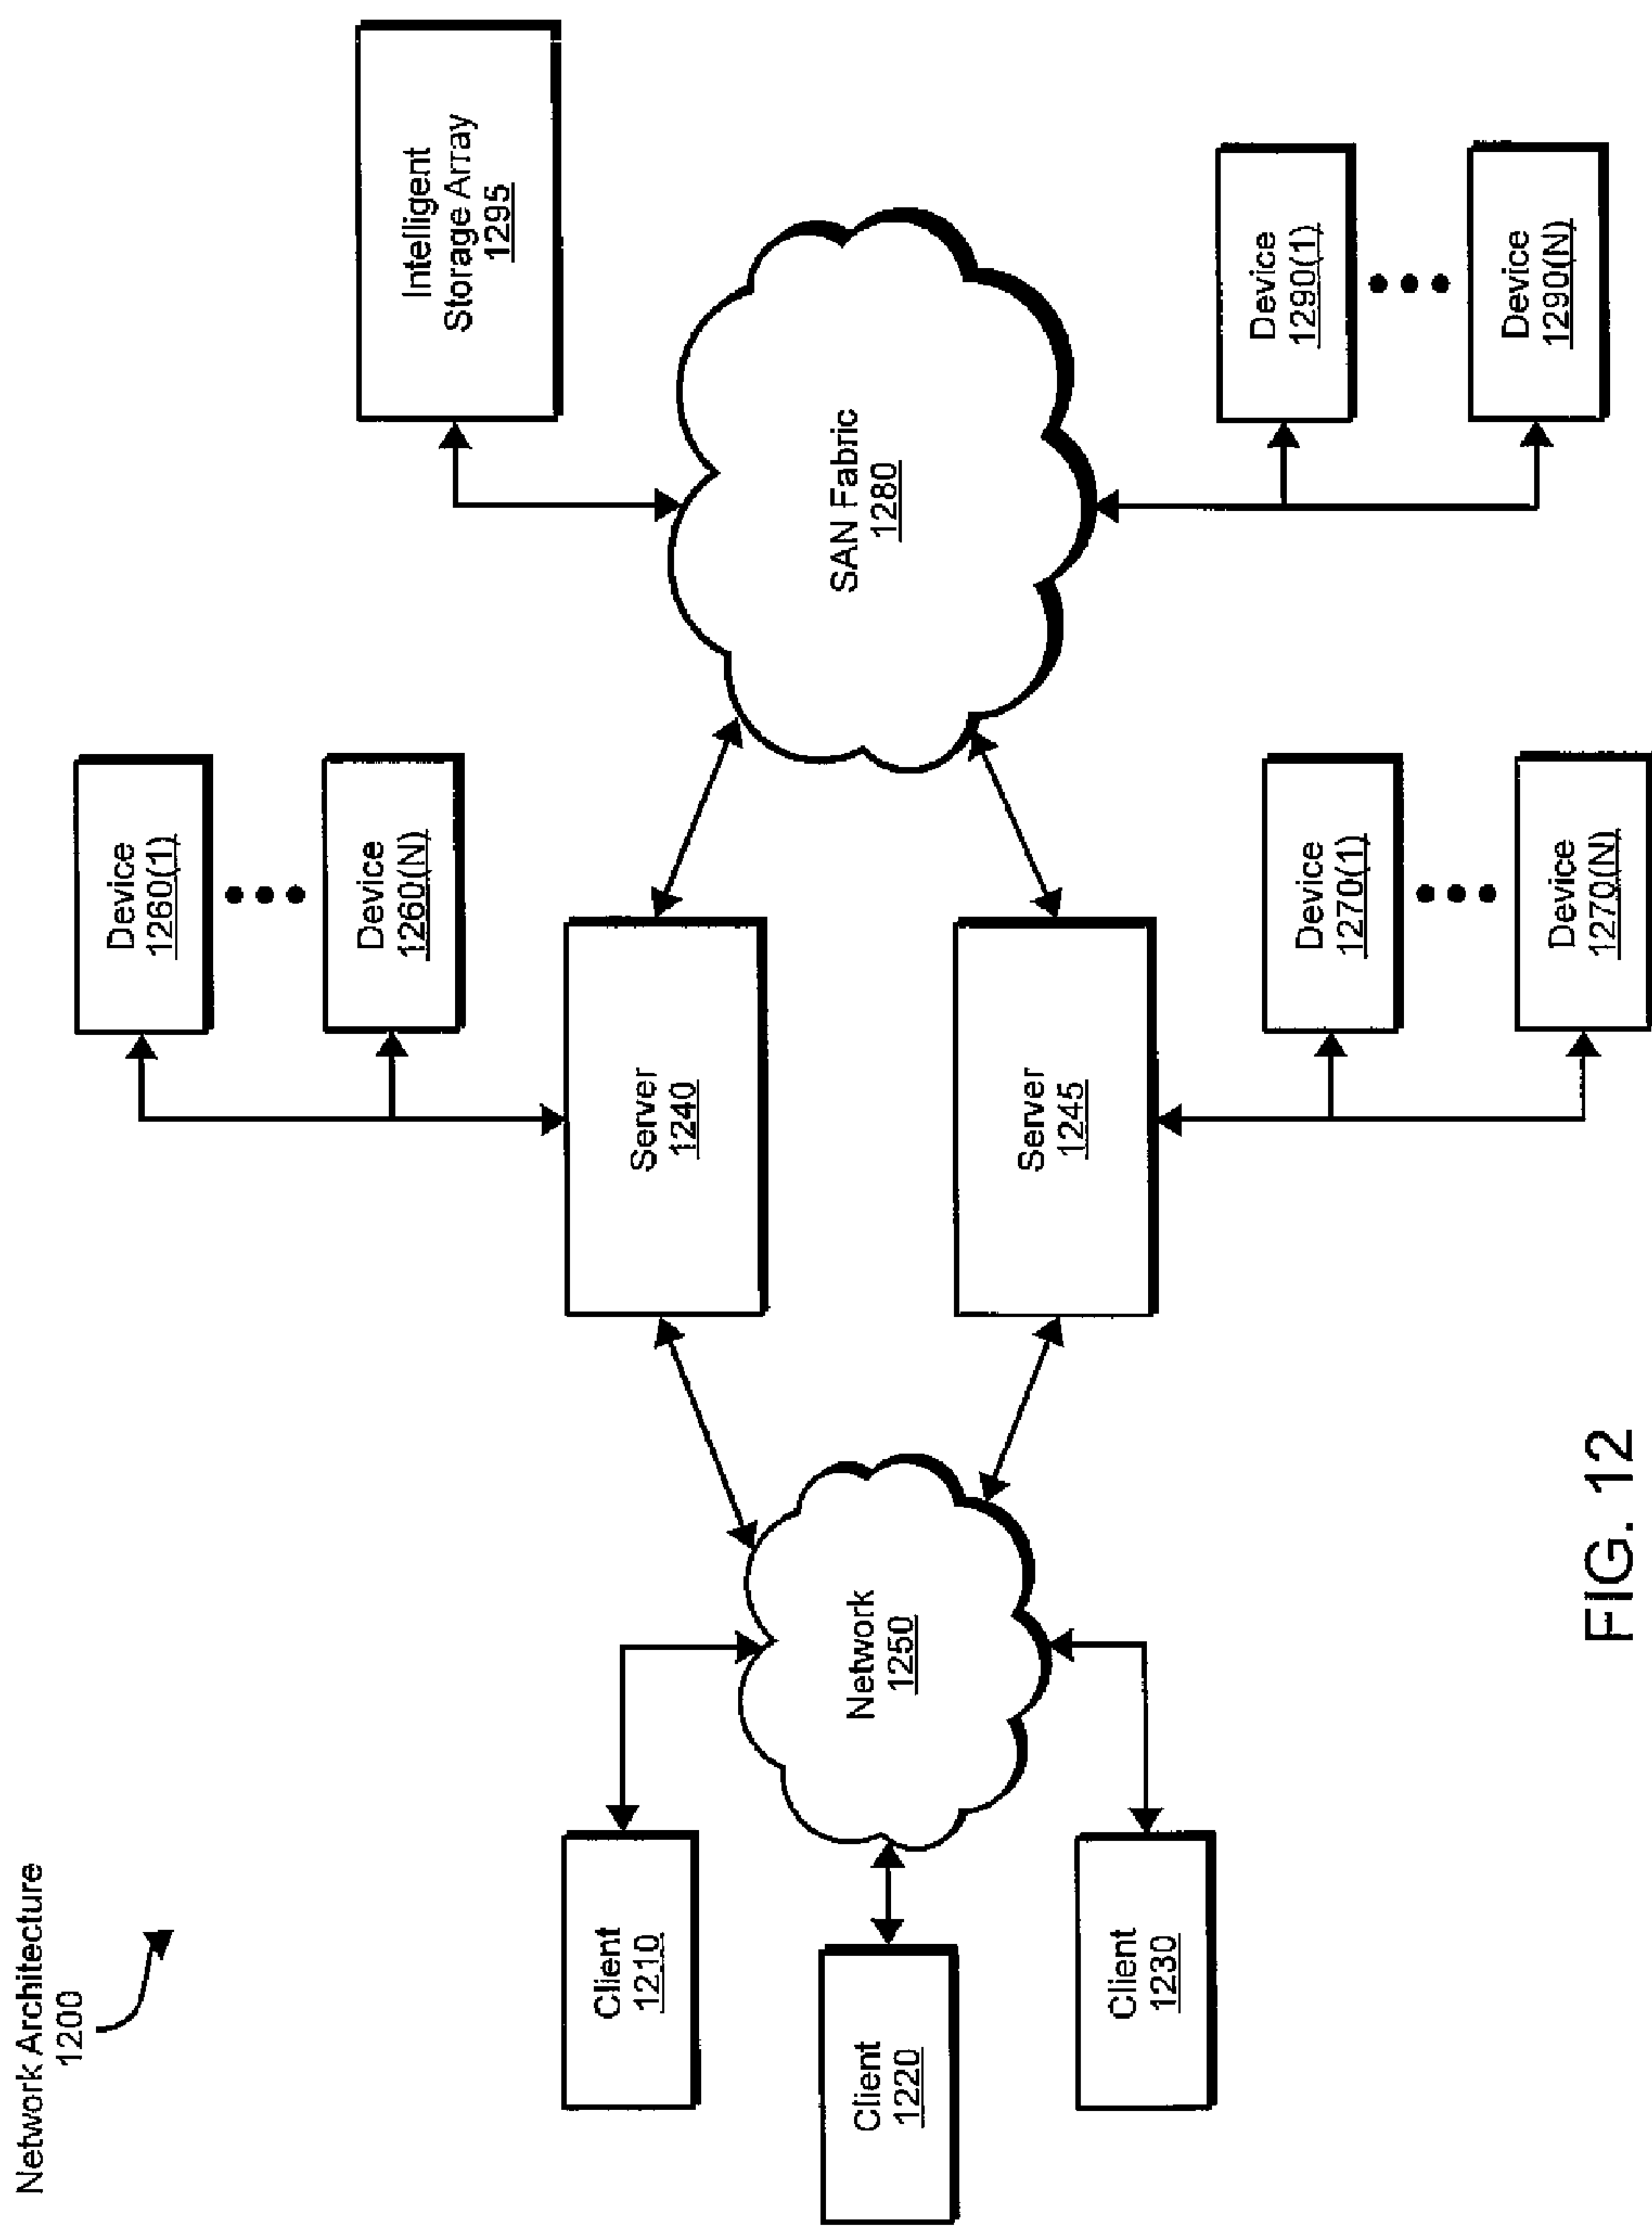 Network Architecture
1200
Device
1260(1)
Device
1260(N)
Intelligent
Storage Array
1295
Client
1210
Server
1240
Client
1220
Network
1250
SAN Fabric
1280
Client
1230
Server
1245
Device
1270(1)
Device
1270(N)
Device
1290(1)
Device
1290(N)
FIG. 12